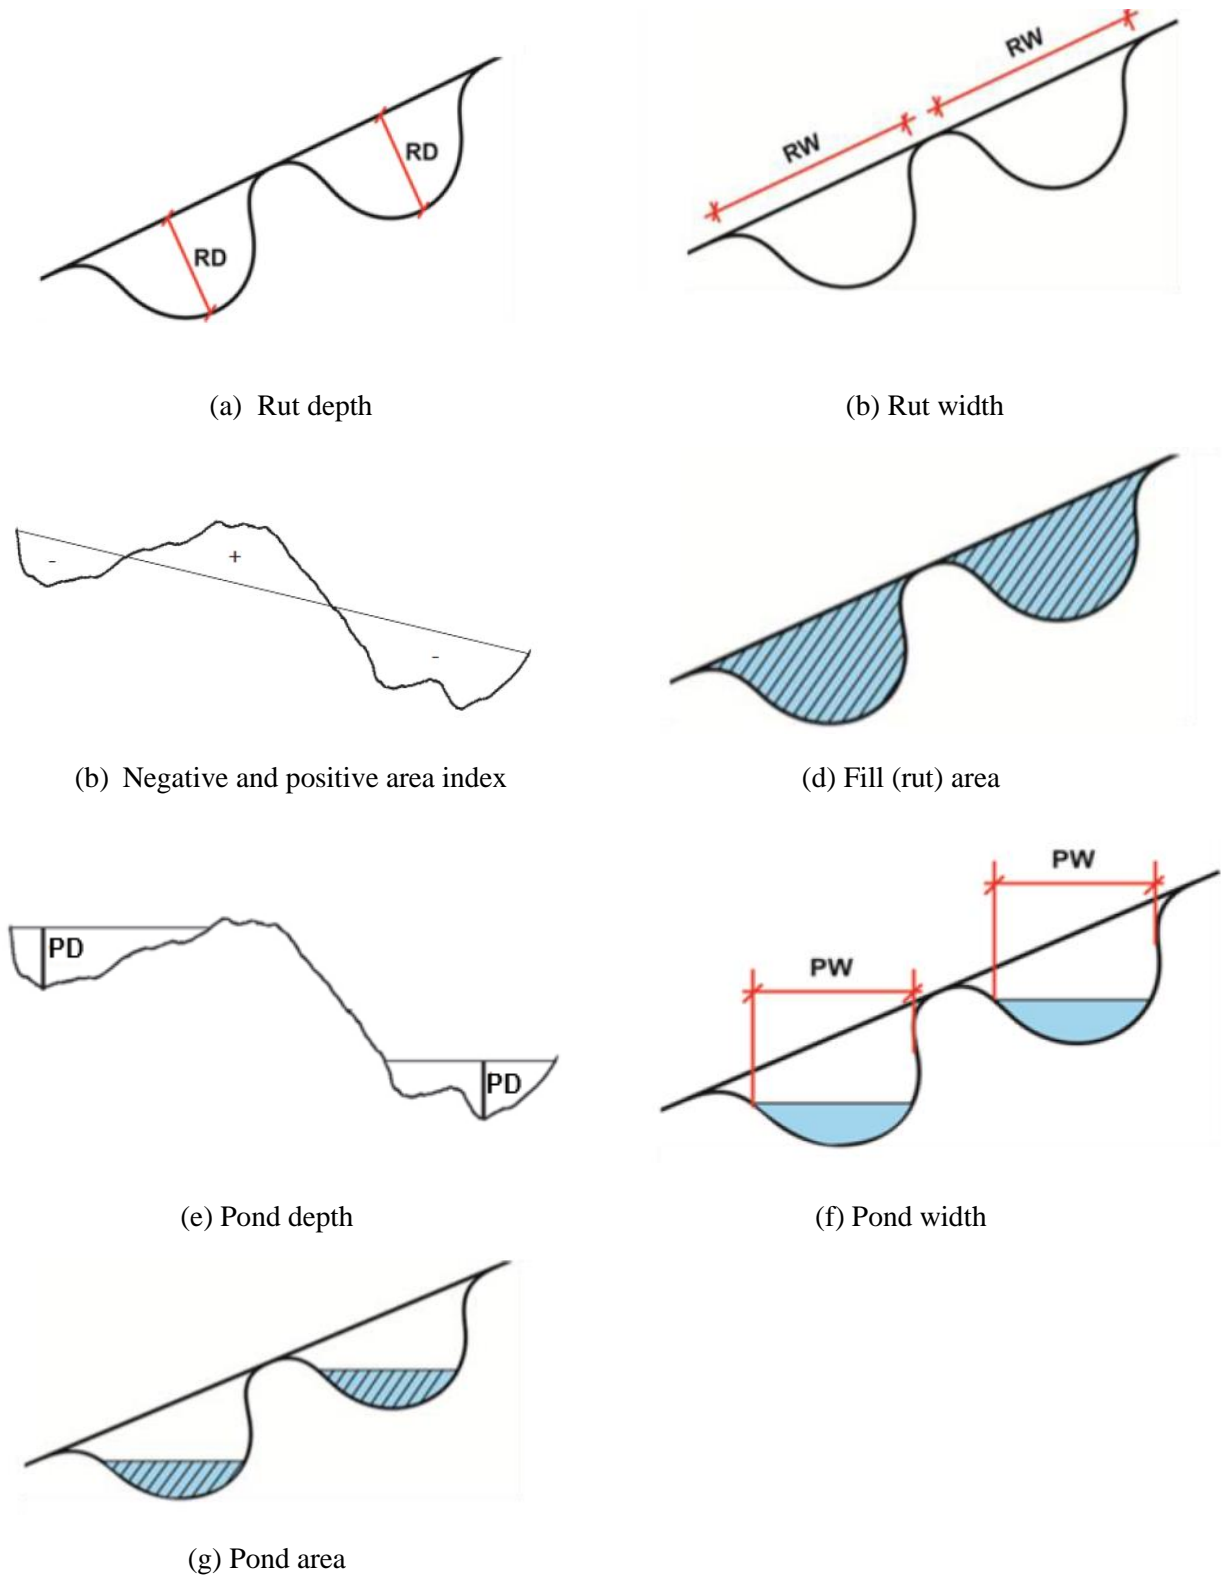 RD
RD
RW
RW
(a) Rut depth
(b) Rut width
-
+
-
(b) Negative and positive area index
(d) Fill (rut) area
PD
PD
PW
PW
(e) Pond depth
(f) Pond width
(g) Pond area